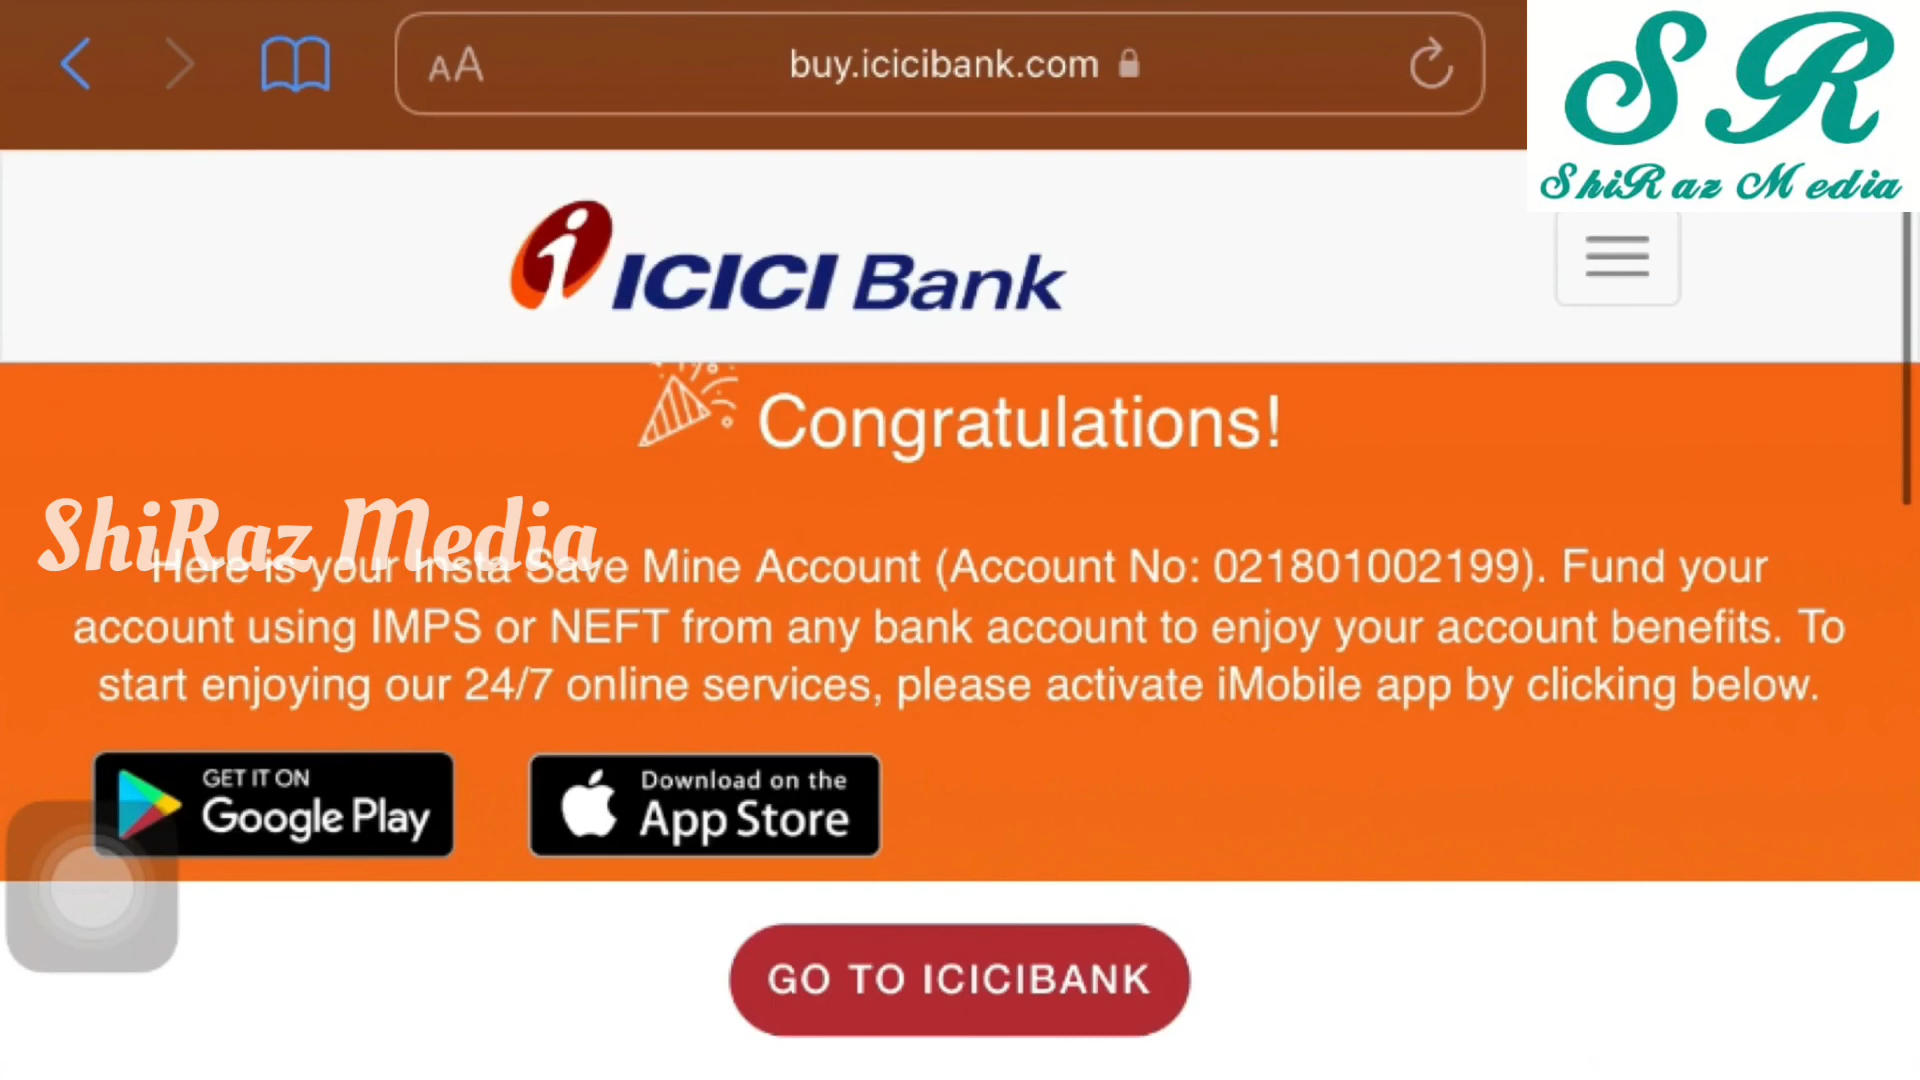 AA buy.icicibank.com
SR
ShiRaz Media
ICICI Bank
Congratulations!
ShiRaz Media
Here is your Insta Save Mine Account (Account No: 021801002199). Fund your
account using IMPS or NEFT from any bank account to enjoy your account benefits. To
start enjoying our 24/7 online services, please activate iMobile app by clicking below.
GET IT ON
Google Play
Download on the
App Store
GO TO ICICIBANK